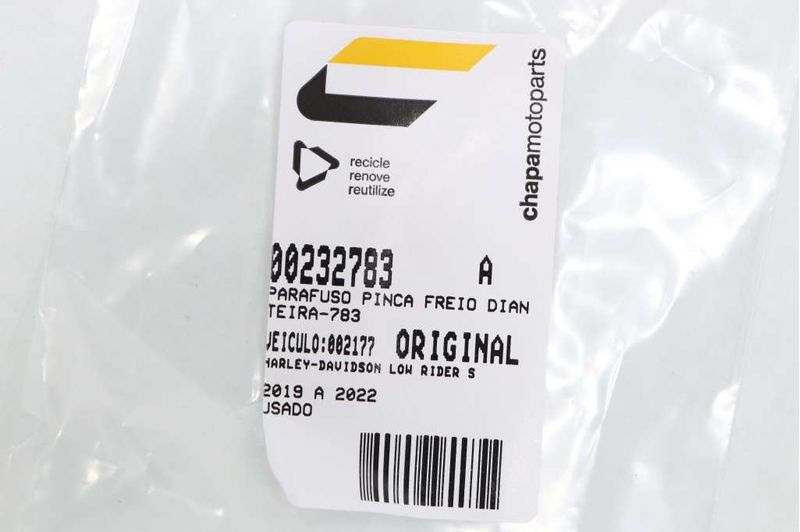 chapamotoparts
recicle
renove
reutilize
00232783 A
PARAFUSO PINCA FREIO DIAN
TEIRA-783
VEICULO:002177 ORIGINAL
HARLEY-DAVIDSON LOW RIDER S
2019 A 2022
USADO